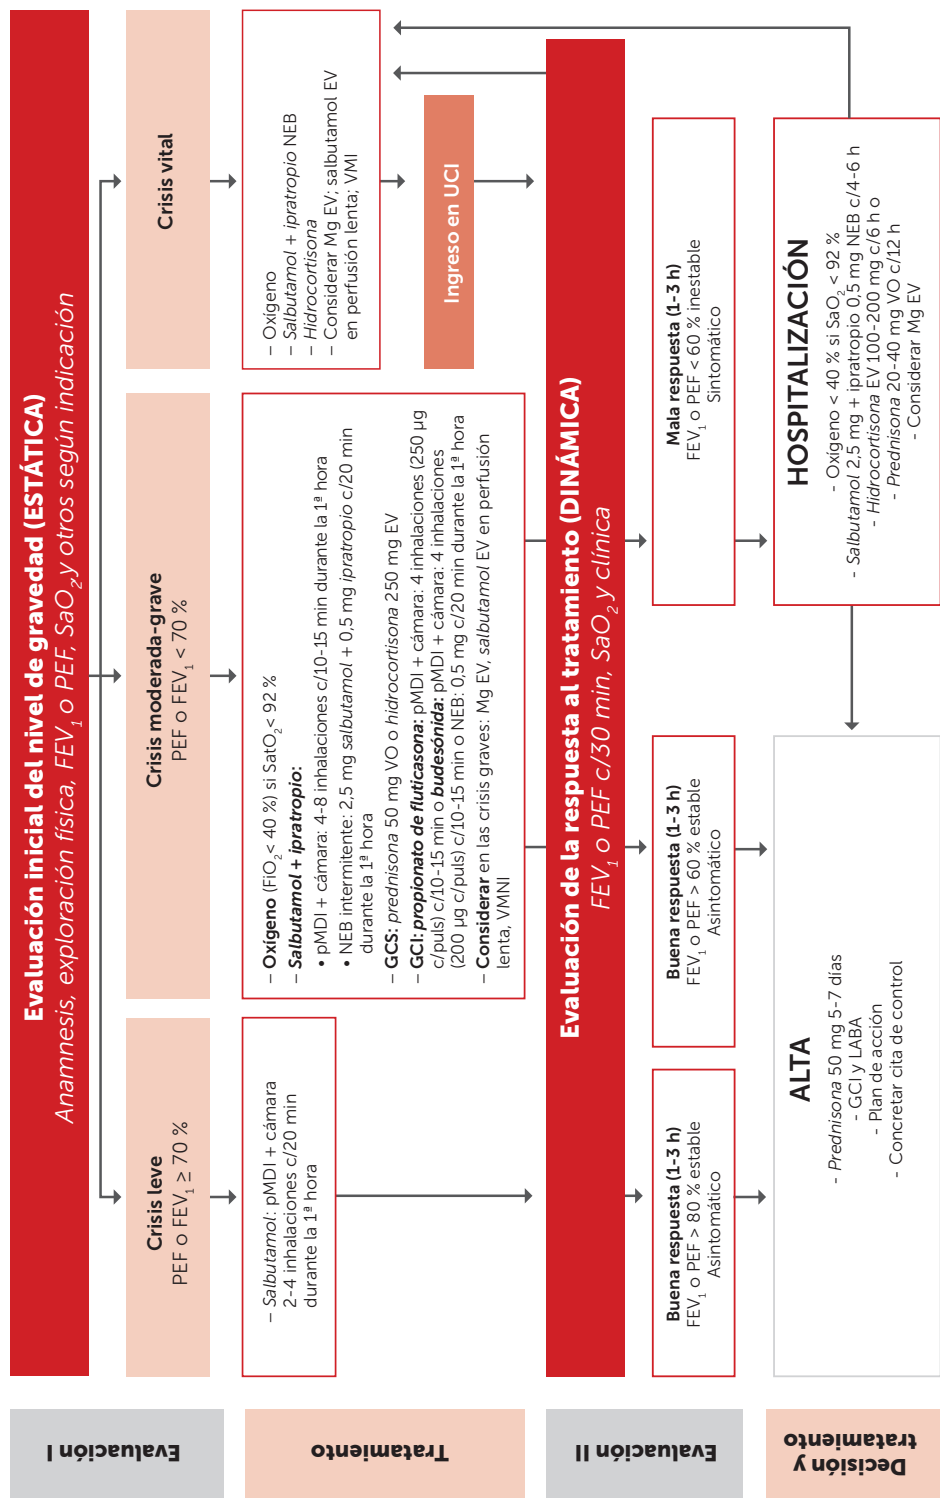 Evaluación I
Evaluación inicial del nivel de gravedad (ESTÁTICA)
Anamnesis, exploración física, FEV₁ o PEF, SaO₂ y otros según indicación
Crisis leve
PEF o FEV₁ ≥ 70 %
Crisis moderada-grave
PEF o FEV₁ < 70 %
Crisis vital
Tratamiento
– Salbutamol: pMDI + cámara
2-4 inhalaciones c/20 min
durante la 1ª hora
– Oxígeno (FiO₂< 40 %) si SatO₂< 92 %
– Salbutamol + ipratropio:
• pMDI + cámara: 4-8 inhalaciones c/10-15 min durante la 1ª hora
• NEB intermitente: 2,5 mg salbutamol + 0,5 mg ipratropio c/20 min
durante la 1ª hora
– GCS: prednisona 50 mg VO o hidrocortisona 250 mg EV
– GCI: propionato de fluticasona: pMDI + cámara: 4 inhalaciones (250 µg
c/puls) c/10-15 min o budesónida: pMDI + cámara: 4 inhalaciones
(200 µg c/puls) c/10-15 min o NEB: 0,5 mg c/20 min durante la 1ª hora
– Considerar en las crisis graves: Mg EV, salbutamol EV en perfusión
lenta, VMNI
– Oxígeno
– Salbutamol + ipratropio NEB
– Hidrocortisona
– Considerar Mg EV; salbutamol EV
en perfusión lenta; VMI
Ingreso en UCI
Evaluación II
Evaluación de la respuesta al tratamiento (DINÁMICA)
FEV₁ o PEF c/30 min, SaO₂ y clínica
Buena respuesta (1-3 h)
FEV₁ o PEF > 80 % estable
Asintomático
Buena respuesta (1-3 h)
FEV₁ o PEF > 60 % estable
Asintomático
Mala respuesta (1-3 h)
FEV₁ o PEF < 60 % inestable
Sintomático
Decisión y
tratamiento
ALTA
- Prednisona 50 mg 5-7 días
- GCI y LABA
- Plan de acción
- Concretar cita de control
HOSPITALIZACIÓN
- Oxígeno < 40 % si SaO₂ < 92 %
- Salbutamol 2,5 mg + ipratropio 0,5 mg NEB c/4-6 h
- Hidrocortisona EV 100-200 mg c/6 h o
- Prednisona 20-40 mg VO c/12 h
- Considerar Mg EV